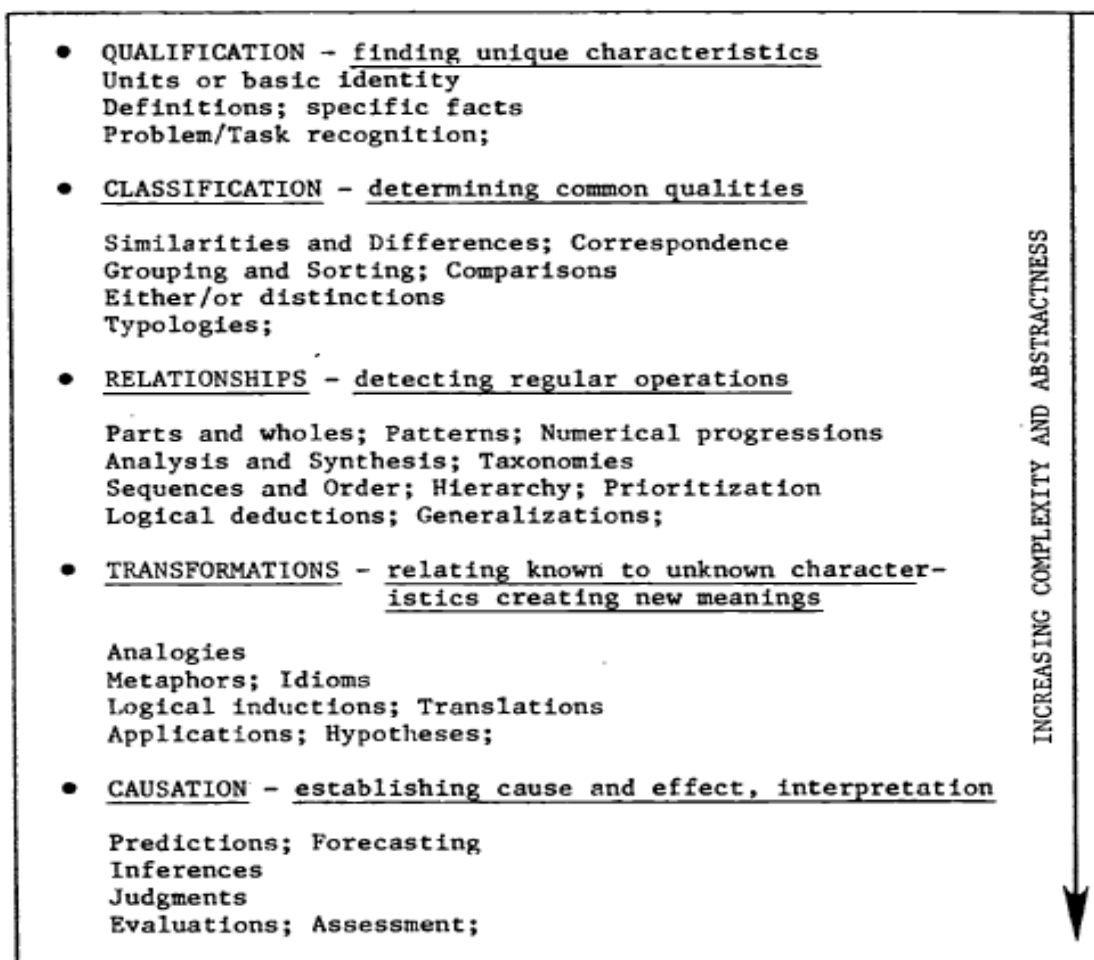 • QUALIFICATION - finding unique characteristics
Units or basic identity
Definitions; specific facts
Problem/Task recognition;
• CLASSIFICATION - determining common qualities
Similarities and Differences; Correspondence
Grouping and Sorting; Comparisons
Either/or distinctions
Typologies;
• RELATIONSHIPS - detecting regular operations
Parts and wholes; Patterns; Numerical progressions
Analysis and Synthesis; Taxonomies
Sequences and Order; Hierarchy; Prioritization
Logical deductions; Generalizations;
• TRANSFORMATIONS - relating known to unknown character-
istics creating new meanings
Analogies
Metaphors; Idioms
Logical inductions; Translations
Applications; Hypotheses;
• CAUSATION - establishing cause and effect, interpretation
Predictions; Forecasting
Inferences
Judgments
Evaluations; Assessment;
INCREASING COMPLEXITY AND ABSTRACTNESS